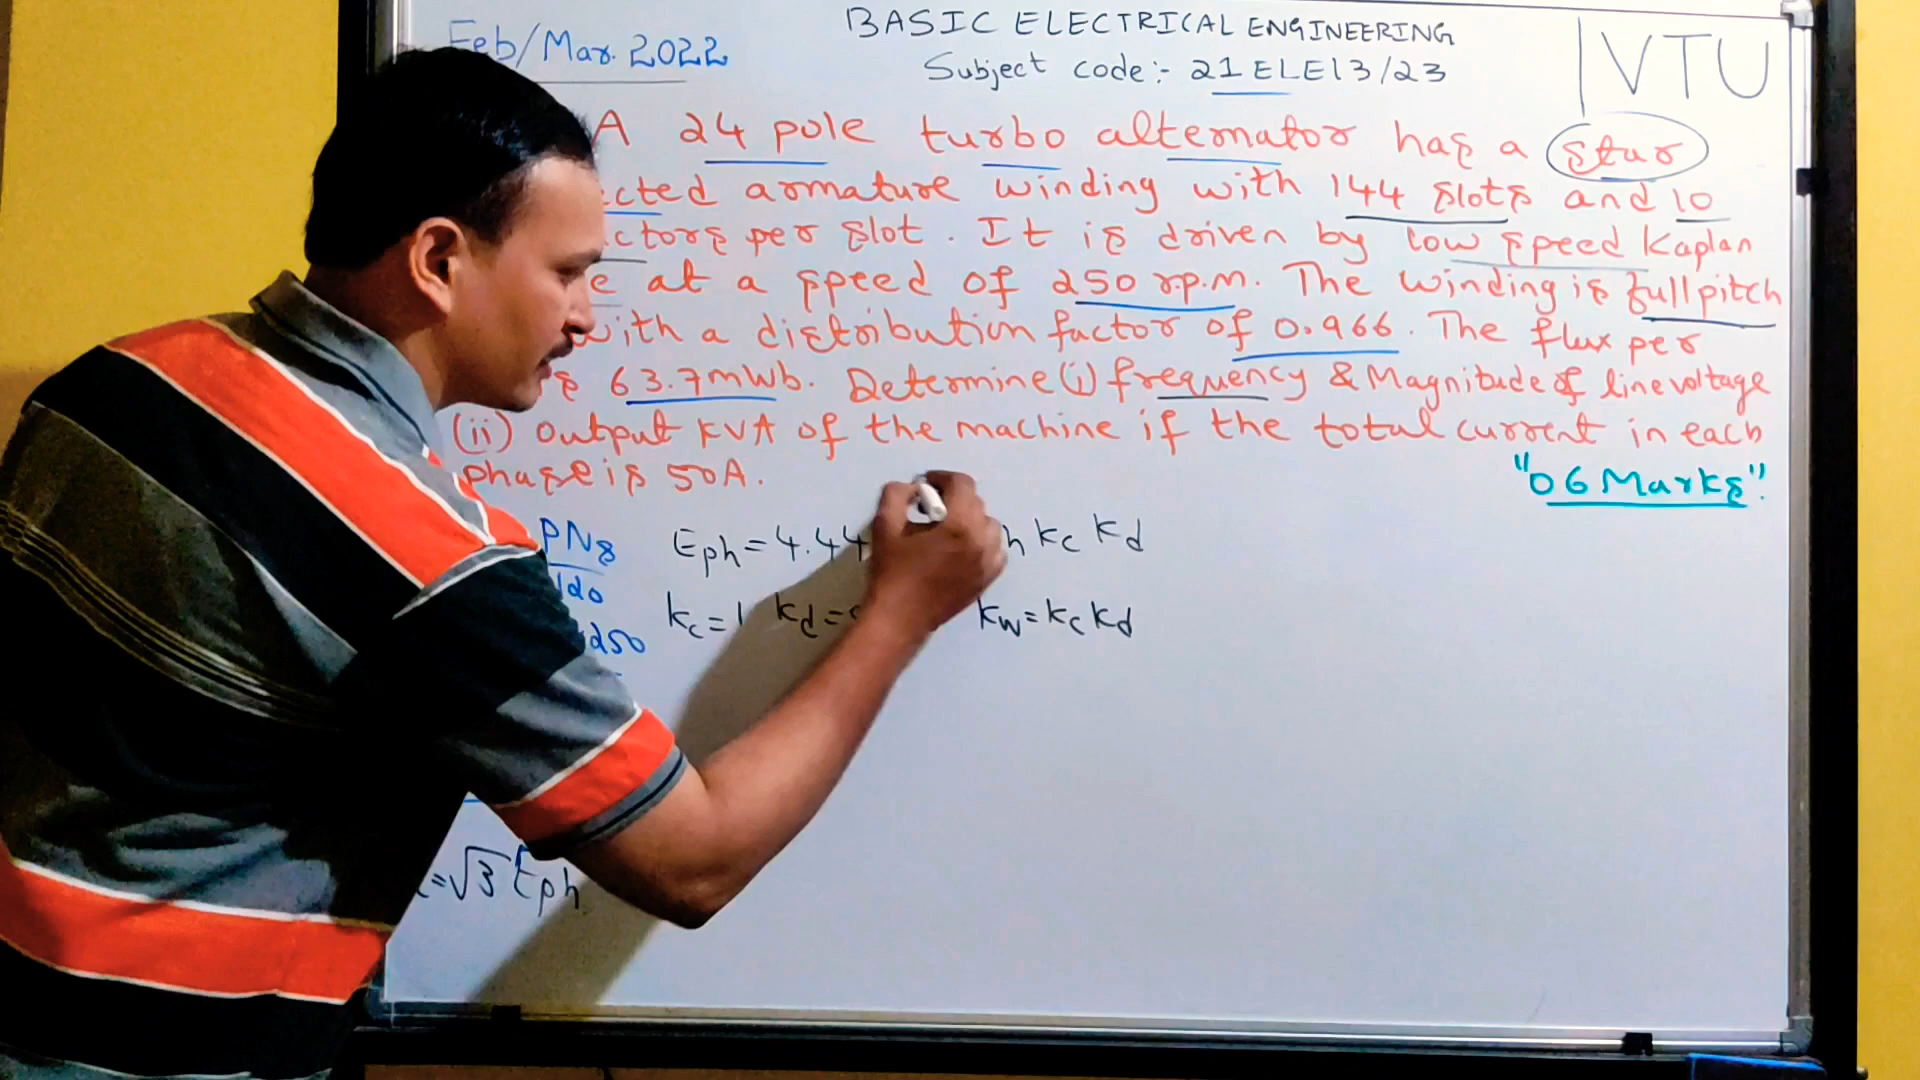 Feb/Mar. 2022
BASIC ELECTRICAL ENGINEERING
Subject code:- 21ELE13/23
VTU
A 24 pole turbo alternator has a star
cted armature winding with 144 slots and 10
ctors per slot. It is driven by low speed Kaplan
e at a speed of 250 r.p.m. The winding is full pitch
with a distribution factor of 0.966. The flux per
s 63.7mWb. Determine (i) frequency & Magnitude of line voltage
(ii) Output KVA of the machine if the total current in each
phase is 50A.
"06 Marks".
PNs
120
250
Eph = 4.44 h Kc Kd
Kc = 1 Kd = Kw = Kc Kd
= √3 Eph